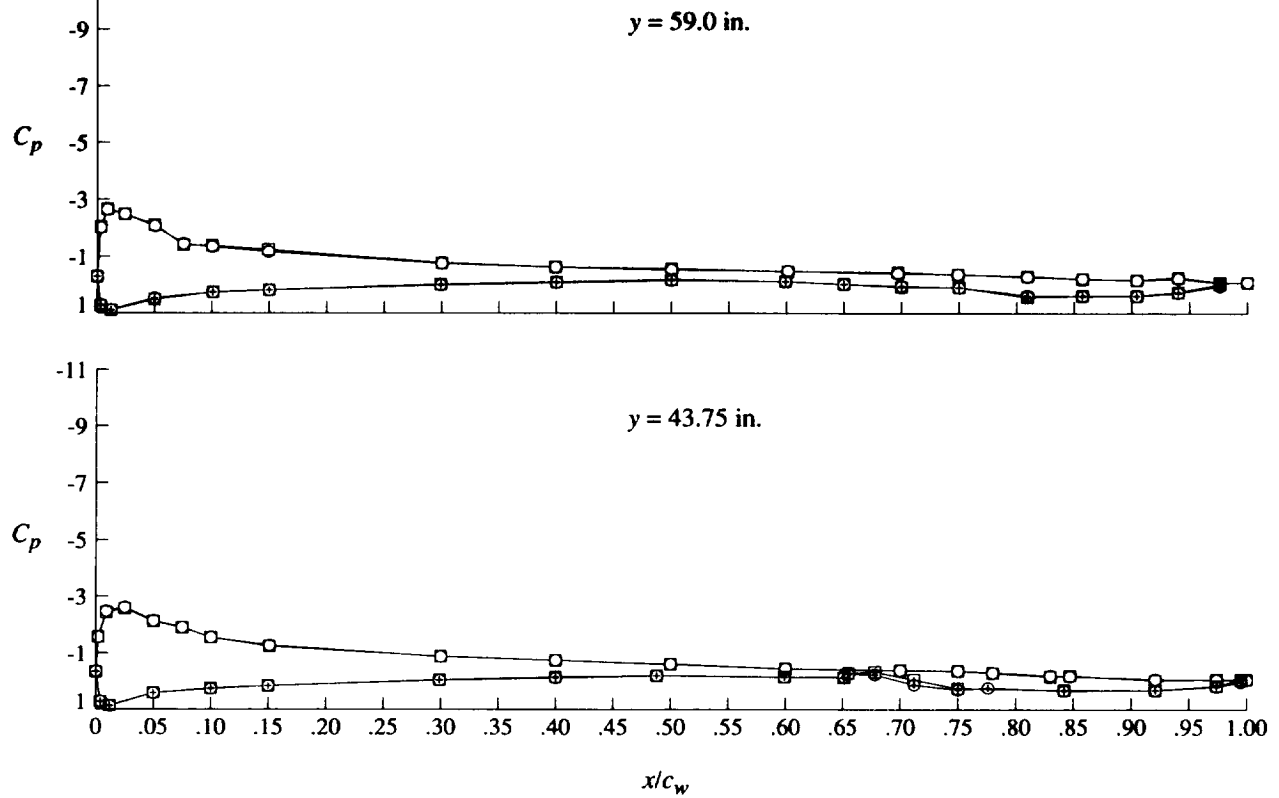 -9
y = 59.0 in.
-7
C_p
-5
-3
-1
1
-11
-9
y = 43.75 in.
-7
C_p
-5
-3
-1
1
0 .05 .10 .15 .20 .25 .30 .35 .40 .45 .50 .55 .60 .65 .70 .75 .80 .85 .90 .95 1.00
x/c_w